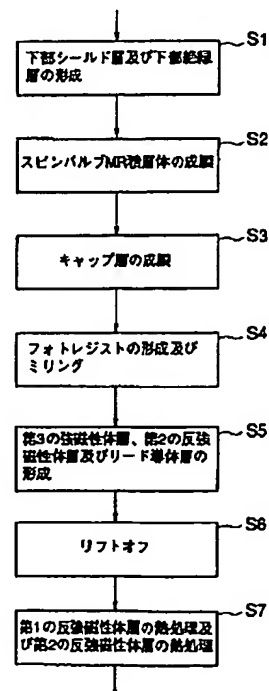 S1
下部シールド層及び下部絶縁
層の形成
S2
スピンバルブMR積層体の成膜
S3
キャップ層の成膜
S4
フォトレジストの形成及び
ミリング
S5
第3の強磁性体層、第2の反強
磁性体層及びリード導体層の
形成
S6
リフトオフ
S7
第1の反強磁性体層の熱処理及
び第2の反強磁性体層の熱処理